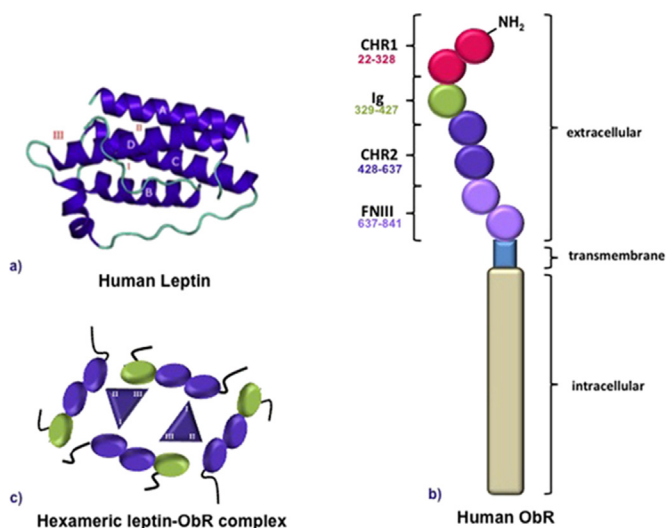 a)
III
A
II
D
C
I
B
Human Leptin
NH2
CHR1
22-328
Ig
329-427
CHR2
428-637
FNIII
637-841
extracellular
transmembrane
intracellular
b)
Human ObR
II III
I
I
III II
c)
Hexameric leptin-ObR complex